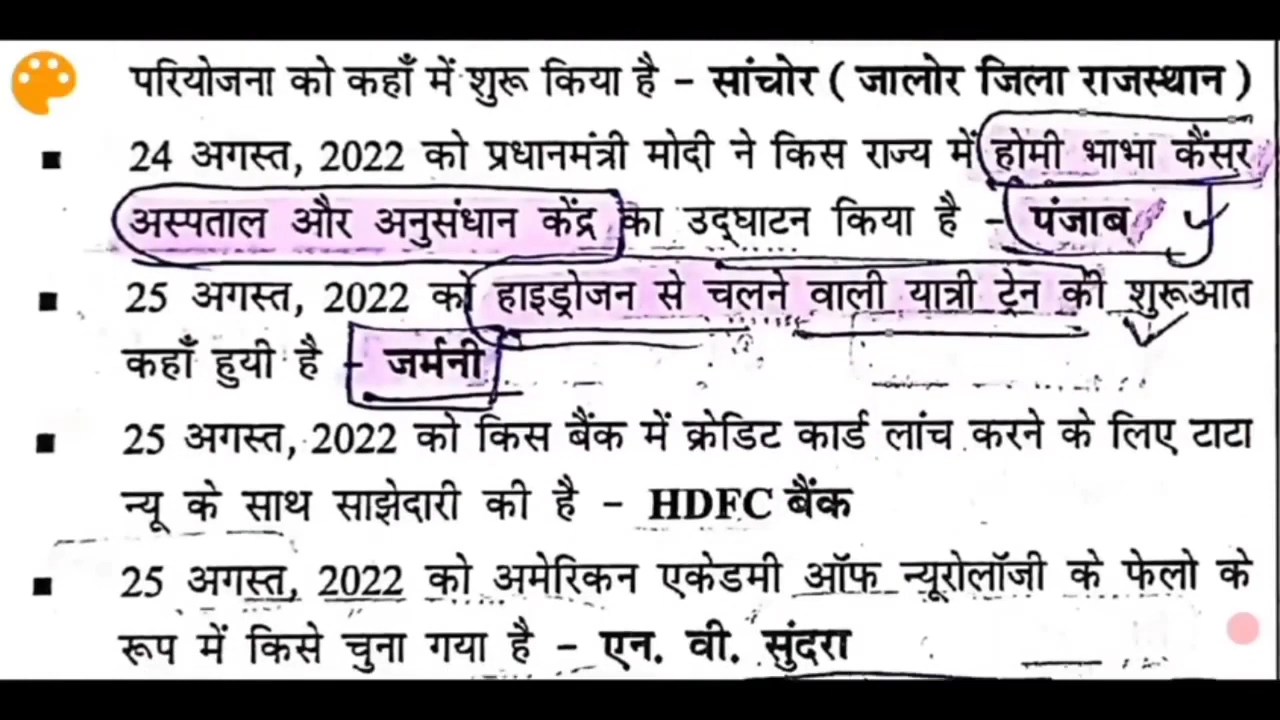 परियोजना को कहाँ में शुरू किया है - सांचोर ( जालोर जिला राजस्थान )
▪ 24 अगस्त, 2022 को प्रधानमंत्री मोदी ने किस राज्य में होमी भाभा कैंसर
अस्पताल और अनुसंधान केंद्र का उद्घाटन किया है - पंजाब
▪ 25 अगस्त, 2022 को हाइड्रोजन से चलने वाली यात्री ट्रेन की शुरूआत
कहाँ हुयी है - जर्मनी
▪ 25 अगस्त, 2022 को किस बैंक में क्रेडिट कार्ड लांच करने के लिए टाटा
न्यू के साथ साझेदारी की है - HDFC बैंक
▪ 25 अगस्त, 2022 को अमेरिकन एकेडमी ऑफ न्यूरोलॉजी के फेलो के
रूप में किसे चुना गया है - एन. वी. सुंदरा